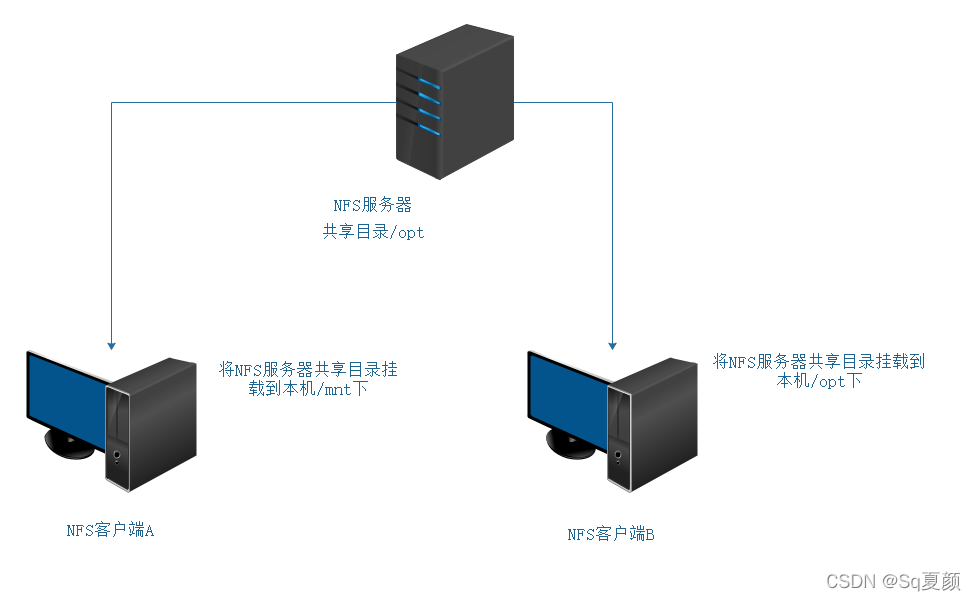 NFS服务器
共享目录/opt
将NFS服务器共享目录挂
载到本机/mnt下
将NFS服务器共享目录挂载到
本机/opt下
NFS客户端A
NFS客户端B
CSDN @Sq夏颜